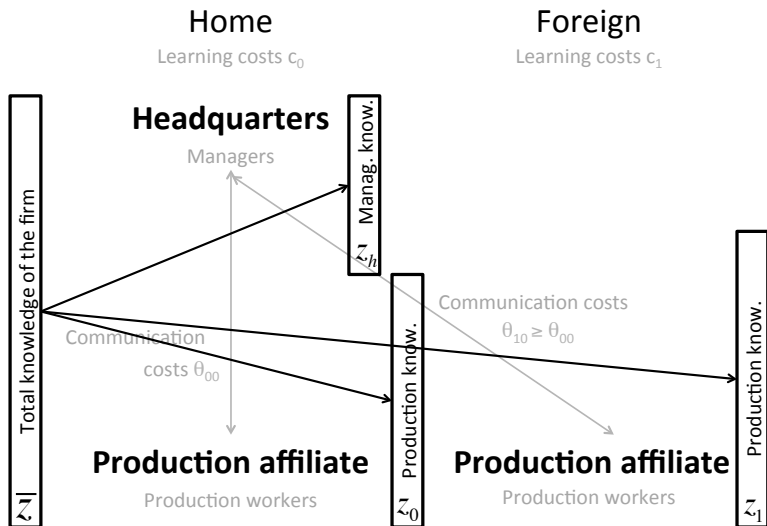 Home
Foreign
Learning costs c₀
Learning costs c₁
Headquarters
Managers
Total knowledge of the firm
z̅
Manag. know.
z_h
Communication
costs θ₀₀
Communication costs
θ₁₀ ≥ θ₀₀
Production know.
z₀
Production know.
z₁
Production affiliate
Production workers
Production affiliate
Production workers